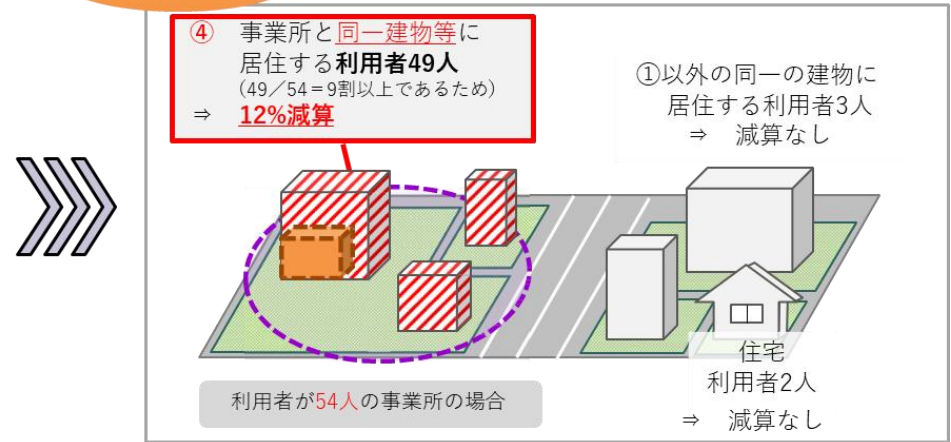 ④ 事業所と同一建物等に
居住する利用者49人
（49／54＝9割以上であるため）
⇒ 12%減算
①以外の同一の建物に
居住する利用者3人
⇒ 減算なし
住宅
利用者2人
⇒ 減算なし
利用者が54人の事業所の場合